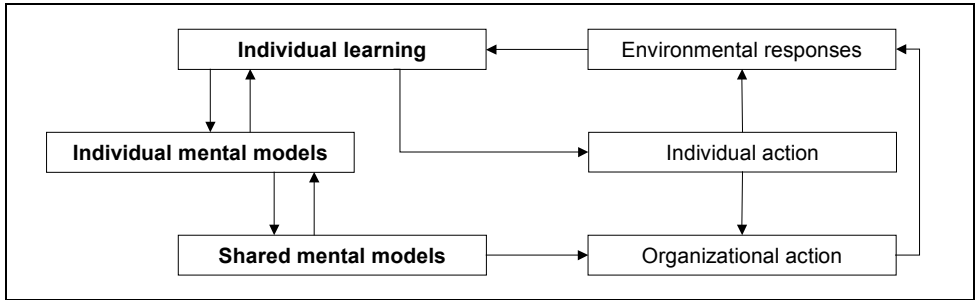 Individual learning
Environmental responses
Individual mental models
Individual action
Shared mental models
Organizational action